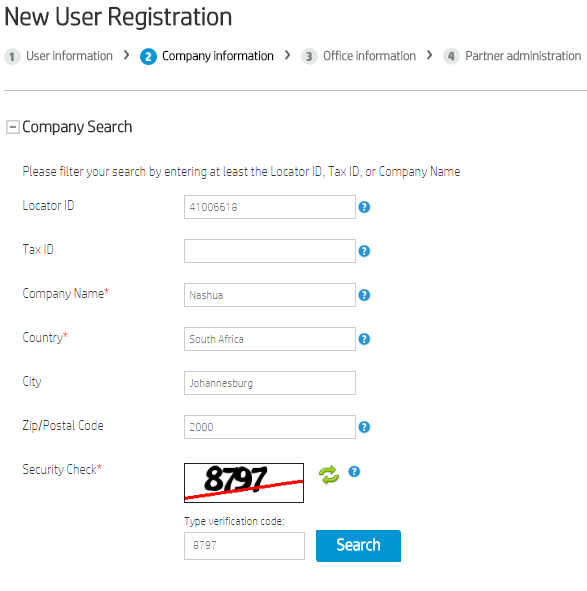 New User Registration
1 User information > 2 Company information > 3 Office information > 4 Partner administration
Company Search
Please filter your search by entering at least the Locator ID, Tax ID, or Company Name
Locator ID 41006618 ?
Tax ID ?
Company Name* Nashua ?
Country* South Africa ?
City Johannesburg
Zip/Postal Code 2000 ?
Security Check* 8797 ?
Type verification code:
8797 Search